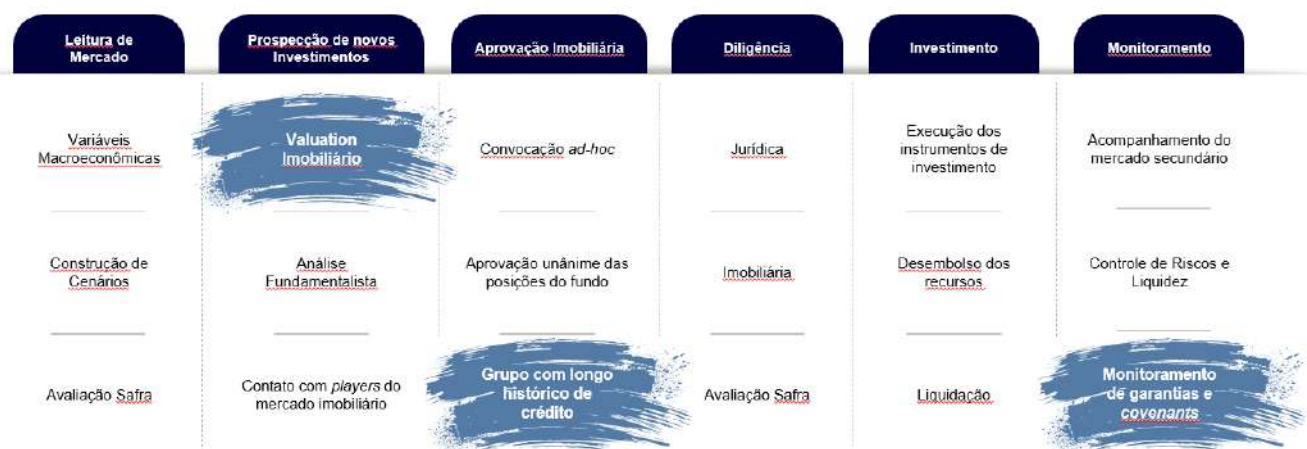 Leitura de
Mercado
Prospecção de novos
Investimentos
Aprovação Imobiliária
Diligência
Investimento
Monitoramento
Variáveis
Macroeconômicas
Valuation
Imobiliário
Convocação ad-hoc
Jurídica
Execução dos
instrumentos de
investimento
Acompanhamento do
mercado secundário
Construção de
Cenários
Análise
Fundamentalista
Aprovação unânime das
posições do fundo
Imobiliária
Desembolso dos
recursos
Controle de Riscos e
Liquidez
Avaliação Safra
Contato com players do
mercado imobiliário
Grupo com longo
histórico de
crédito
Avaliação Safra
Liquidação
Monitoramento
de garantias e
covenants